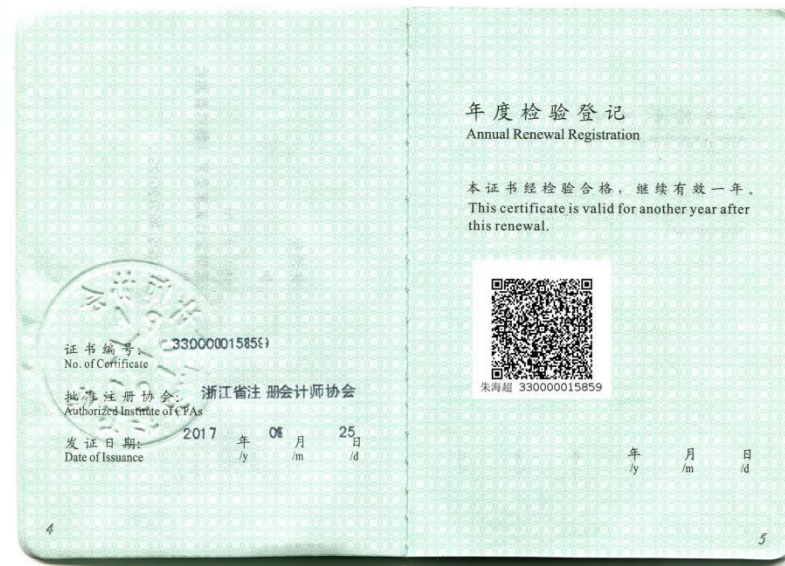 证书编号:
330000015859
No. of Certificate
批准注册协会:
浙江省注册会计师协会
Authorized Institute of CPAs
发证日期:
2017 年 08 月 25 日
Date of Issuance /y /m /d
4
年度检验登记
Annual Renewal Registration
本证书经检验合格，继续有效一年。
This certificate is valid for another year after
this renewal.
朱海超 330000015859
年 月 日
/y /m /d
5